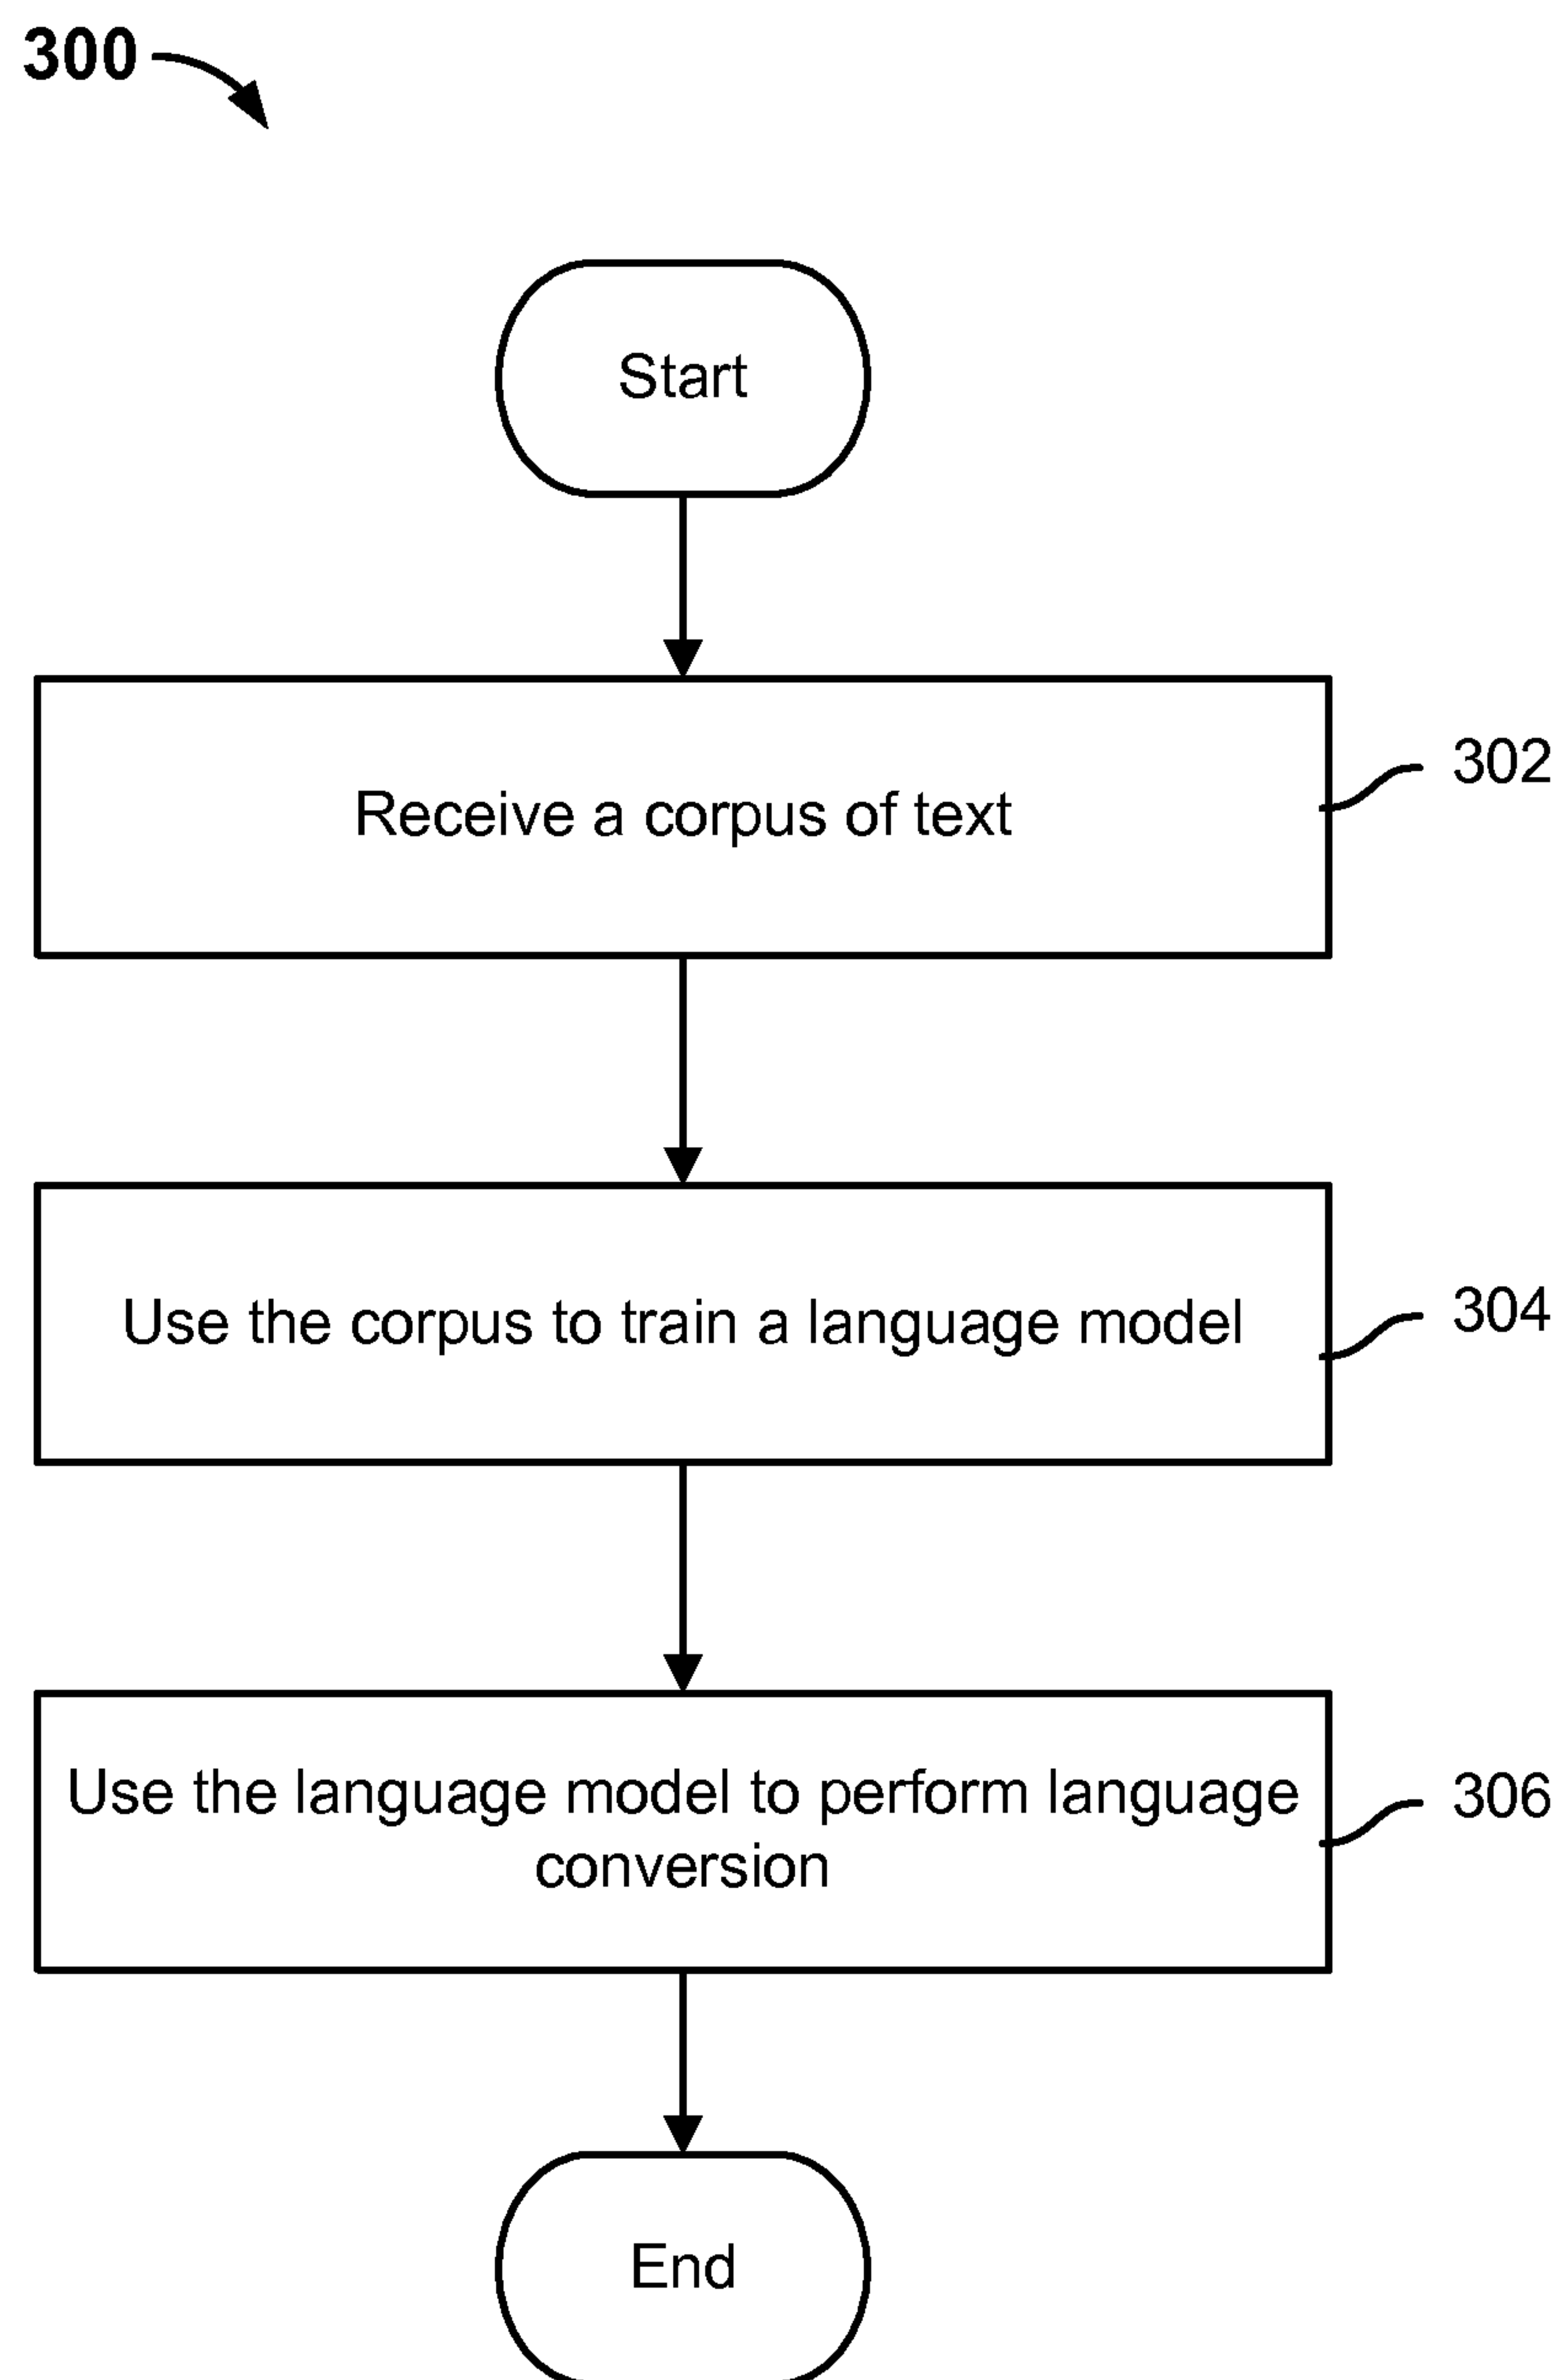 300
Start
Receive a corpus of text
302
Use the corpus to train a language model
304
Use the language model to perform language
conversion
306
End